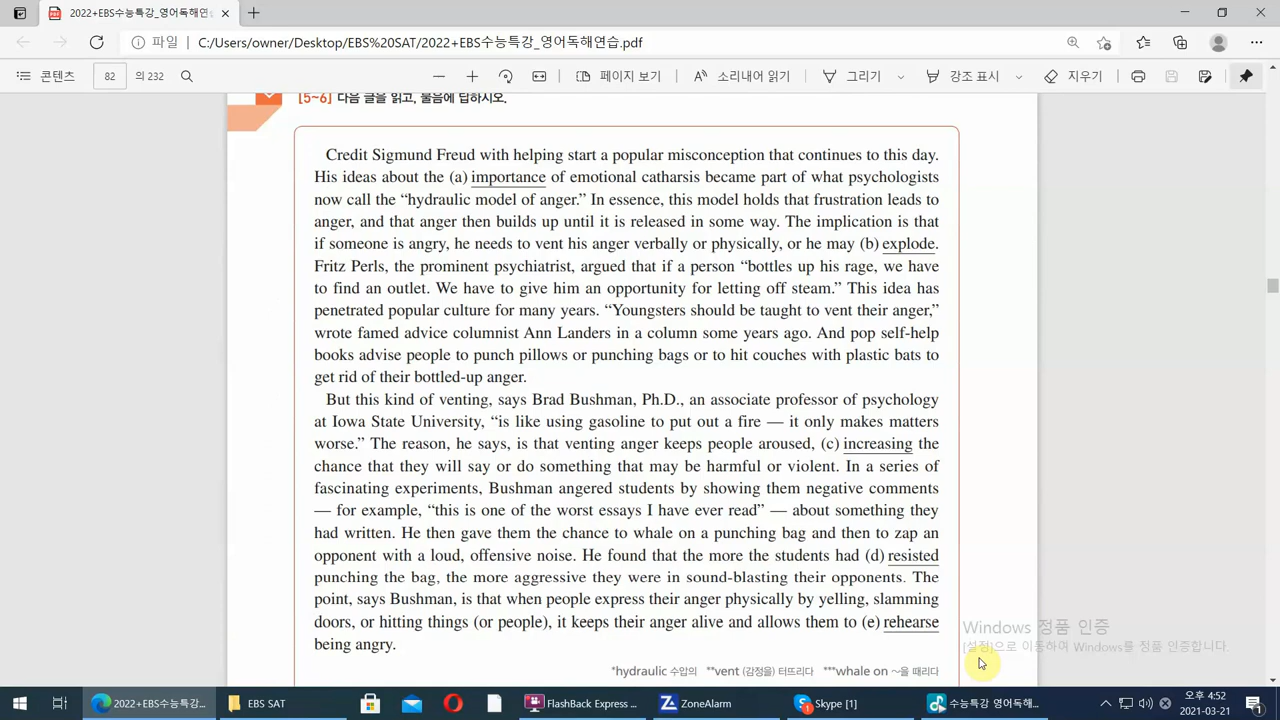 2022+EBS수능특강_영어독해연습
파일 C:/Users/owner/Desktop/EBS%20SAT/2022+EBS수능특강_영어독해연습.pdf
콘텐츠 82 의 232 페이지 보기 소리내어 읽기 그리기 강조 표시 지우기
[5~6] 다음 글을 읽고, 물음에 답하시오.
Credit Sigmund Freud with helping start a popular misconception that continues to this day.
His ideas about the (a) importance of emotional catharsis became part of what psychologists
now call the “hydraulic model of anger.” In essence, this model holds that frustration leads to
anger, and that anger then builds up until it is released in some way. The implication is that
if someone is angry, he needs to vent his anger verbally or physically, or he may (b) explode.
Fritz Perls, the prominent psychiatrist, argued that if a person “bottles up his rage, we have
to find an outlet. We have to give him an opportunity for letting off steam.” This idea has
penetrated popular culture for many years. “Youngsters should be taught to vent their anger,”
wrote famed advice columnist Ann Landers in a column some years ago. And pop self-help
books advise people to punch pillows or punching bags or to hit couches with plastic bats to
get rid of their bottled-up anger.
But this kind of venting, says Brad Bushman, Ph.D., an associate professor of psychology
at Iowa State University, “is like using gasoline to put out a fire — it only makes matters
worse.” The reason, he says, is that venting anger keeps people aroused, (c) increasing the
chance that they will say or do something that may be harmful or violent. In a series of
fascinating experiments, Bushman angered students by showing them negative comments
— for example, “this is one of the worst essays I have ever read” — about something they
had written. He then gave them the chance to whale on a punching bag and then to zap an
opponent with a loud, offensive noise. He found that the more the students had (d) resisted
punching the bag, the more aggressive they were in sound-blasting their opponents. The
point, says Bushman, is that when people express their anger physically by yelling, slamming
doors, or hitting things (or people), it keeps their anger alive and allows them to (e) rehearse
being angry.
*hydraulic 수압의 **vent (감정을) 터뜨리다 ***whale on ~을 때리다
Windows 정품 인증
[설정]으로 이동하여 Windows를 정품 인증합니다.
2022+EBS수능특강_ EBS SAT FlashBack Express ... ZoneAlarm Skype [1] 수능특강 영어독해...
오후 4:52
2021-03-21